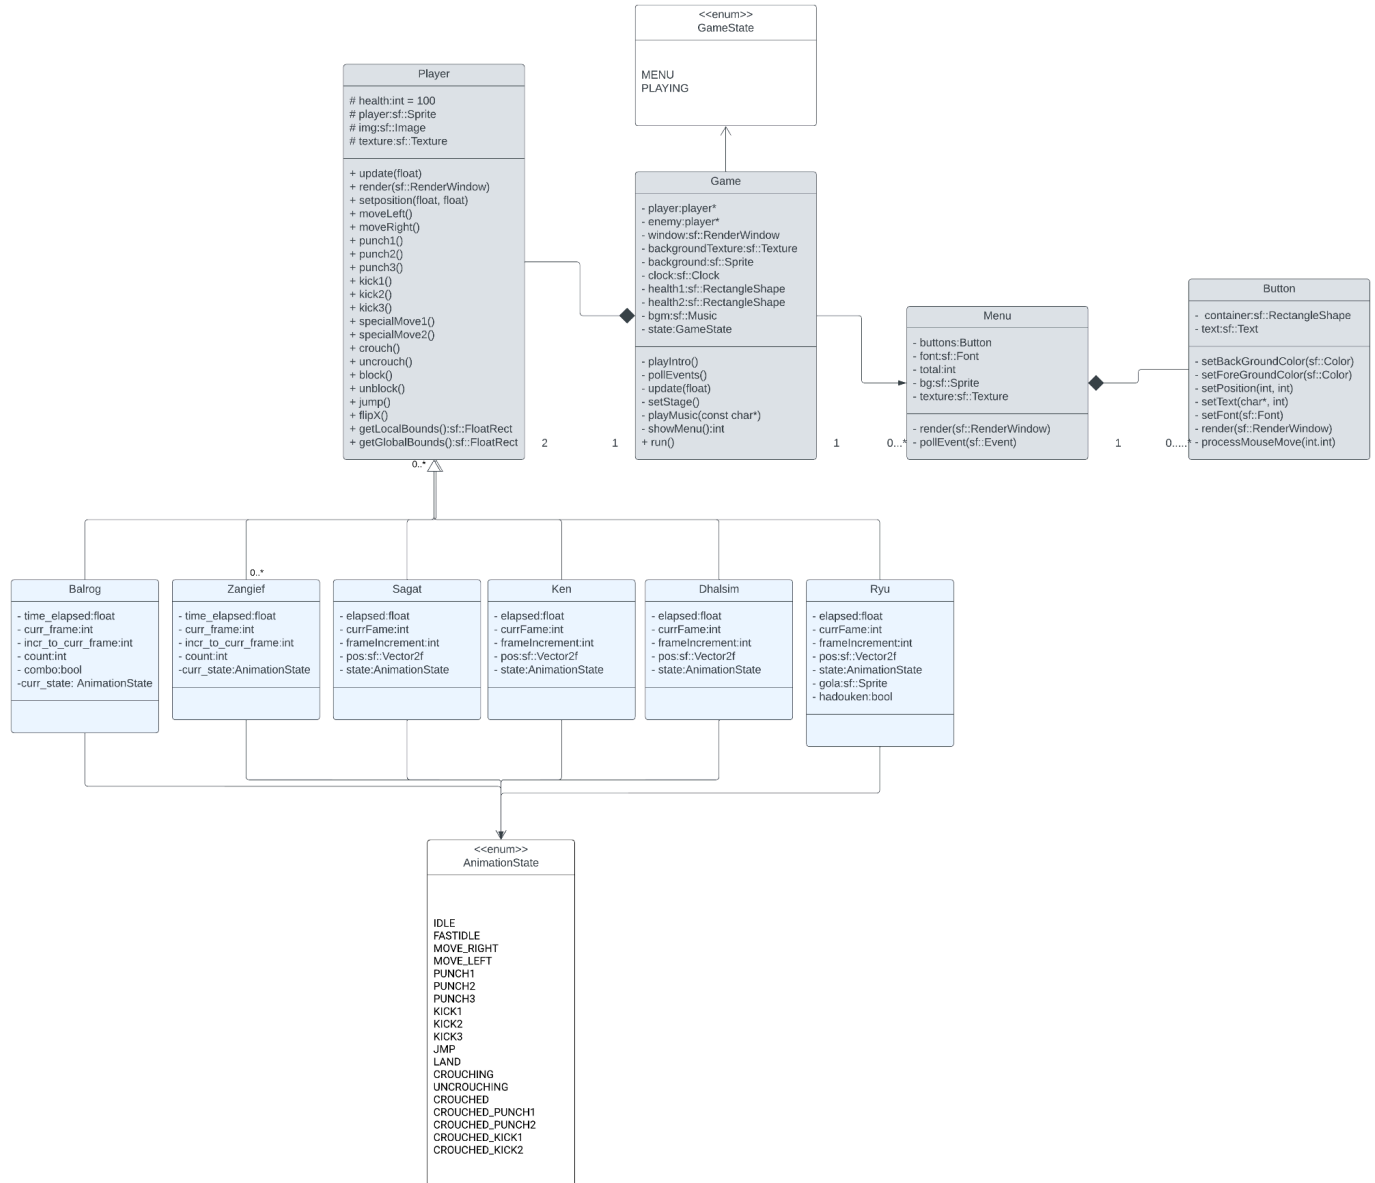 <<enum>>
GameState
MENU
PLAYING
Player
# health:int = 100
# player:sf::Sprite
# img:sf::Image
# texture:sf::Texture
+ update(float)
+ render(sf::RenderWindow)
+ setposition(float, float)
+ moveLeft()
+ moveRight()
+ punch1()
+ punch2()
+ punch3()
+ kick1()
+ kick2()
+ kick3()
+ specialMove1()
+ specialMove2()
+ crouch()
+ uncrouch()
+ block()
+ unblock()
+ jump()
+ flipX()
+ getLocalBounds():sf::FloatRect
+ getGlobalBounds():sf::FloatRect
2
1
0..*
Game
- player:player*
- enemy:player*
- window:sf::RenderWindow
- backgroundTexture:sf::Texture
- background:sf::Sprite
- clock:sf::Clock
- health1:sf::RectangleShape
- health2:sf::RectangleShape
- bgm:sf::Music
- state:GameState
- playIntro()
- pollEvents()
- update(float)
- setStage()
- playMusic(const char*)
- showMenu():int
+ run()
1
0...*
Menu
- buttons:Button
- font:sf::Font
- total:int
- bg:sf::Sprite
- texture:sf::Texture
- render(sf::RenderWindow)
- pollEvent(sf::Event)
1
0.....*
Button
- container:sf::RectangleShape
- text:sf::Text
- setBackGroundColor(sf::Color)
- setForeGroundColor(sf::Color)
- setPosition(int, int)
- setText(char*, int)
- setFont(sf::Font)
- render(sf::RenderWindow)
- processMouseMove(int.int)
Balrog
- time_elapsed:float
- curr_frame:int
- incr_to_curr_frame:int
- count:int
- combo:bool
-curr_state: AnimationState
0..*
Zangief
- time_elapsed:float
- curr_frame:int
- incr_to_curr_frame:int
- count:int
-curr_state:AnimationState
Sagat
- elapsed:float
- currFame:int
- frameIncrement:int
- pos:sf::Vector2f
- state:AnimationState
Ken
- elapsed:float
- currFame:int
- frameIncrement:int
- pos:sf::Vector2f
- state:AnimationState
Dhalsim
- elapsed:float
- currFame:int
- frameIncrement:int
- pos:sf::Vector2f
- state:AnimationState
Ryu
- elapsed:float
- currFame:int
- frameIncrement:int
- pos:sf::Vector2f
- state:AnimationState
- gola:sf::Sprite
- hadouken:bool
<<enum>>
AnimationState
IDLE
FASTIDLE
MOVE_RIGHT
MOVE_LEFT
PUNCH1
PUNCH2
PUNCH3
KICK1
KICK2
KICK3
JMP
LAND
CROUCHING
UNCROUCHING
CROUCHED
CROUCHED_PUNCH1
CROUCHED_PUNCH2
CROUCHED_KICK1
CROUCHED_KICK2